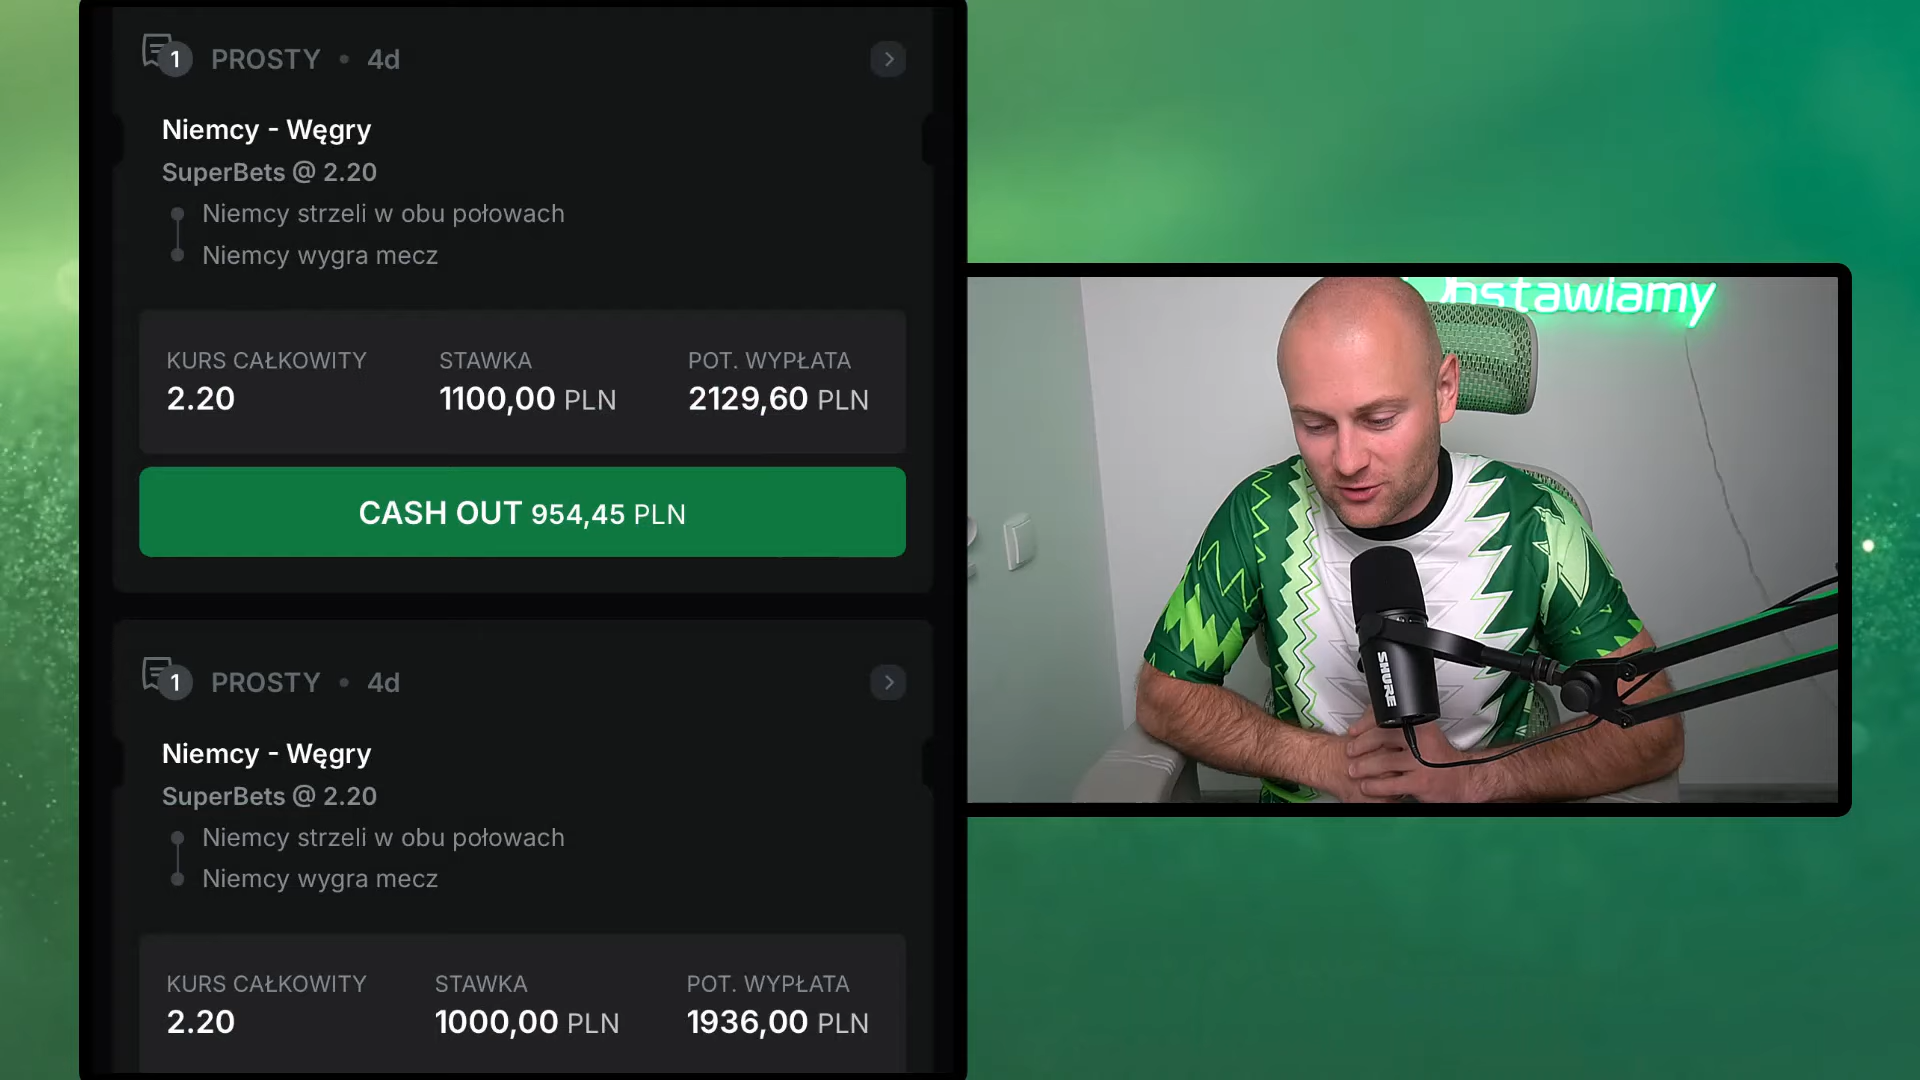 1 PROSTY • 4d
Niemcy - Węgry
SuperBets @ 2.20
Niemcy strzeli w obu połowach
Niemcy wygra mecz
KURS CAŁKOWITY STAWKA POT. WYPŁATA
2.20 1100,00 PLN 2129,60 PLN
CASH OUT 954,45 PLN
1 PROSTY • 4d
Niemcy - Węgry
SuperBets @ 2.20
Niemcy strzeli w obu połowach
Niemcy wygra mecz
KURS CAŁKOWITY STAWKA POT. WYPŁATA
2.20 1000,00 PLN 1936,00 PLN
Obstawiamy
SHURE